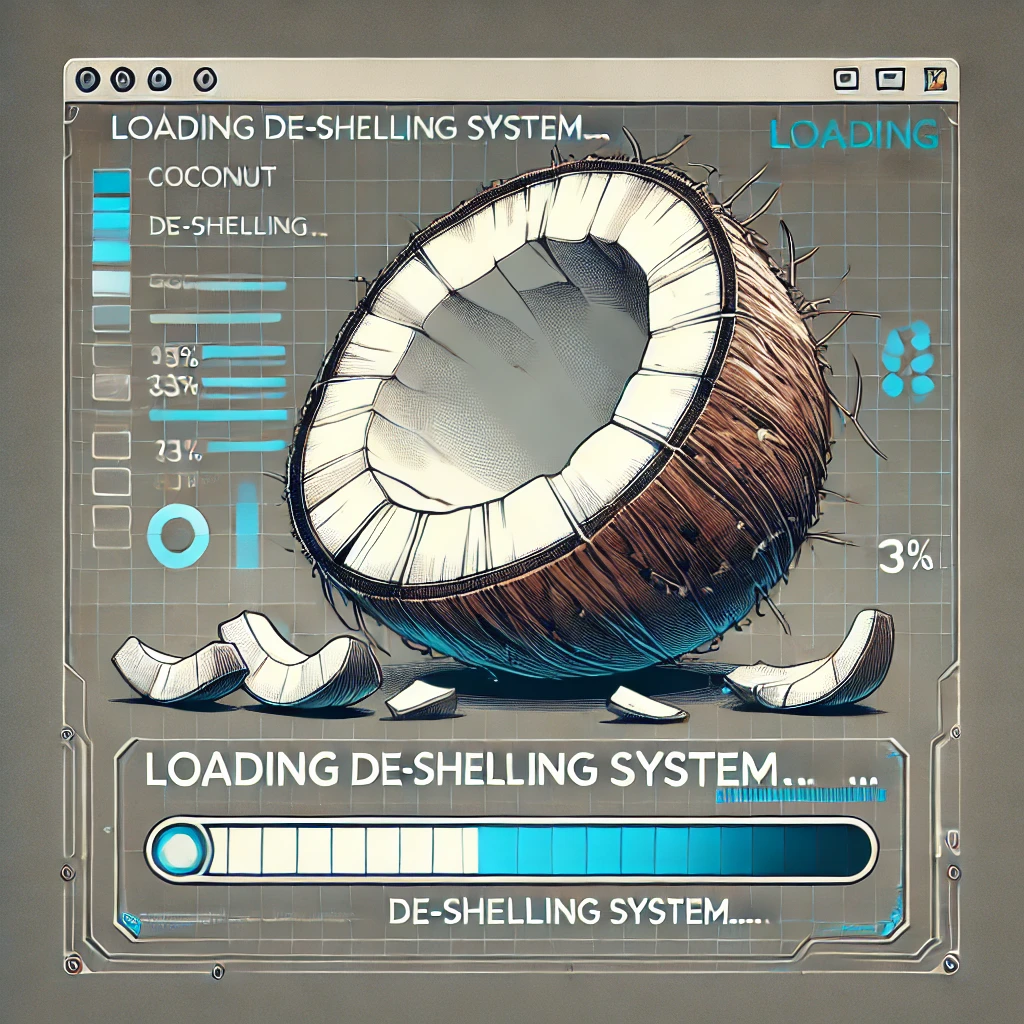 LOADING DE-SHELLING SYSTEM...
LOADING
COCONUT
DE-SHELLING...
33%
23%
3%
LOADING DE-SHELLING SYSTEM... ...
DE-SHELLING SYSTEM.....